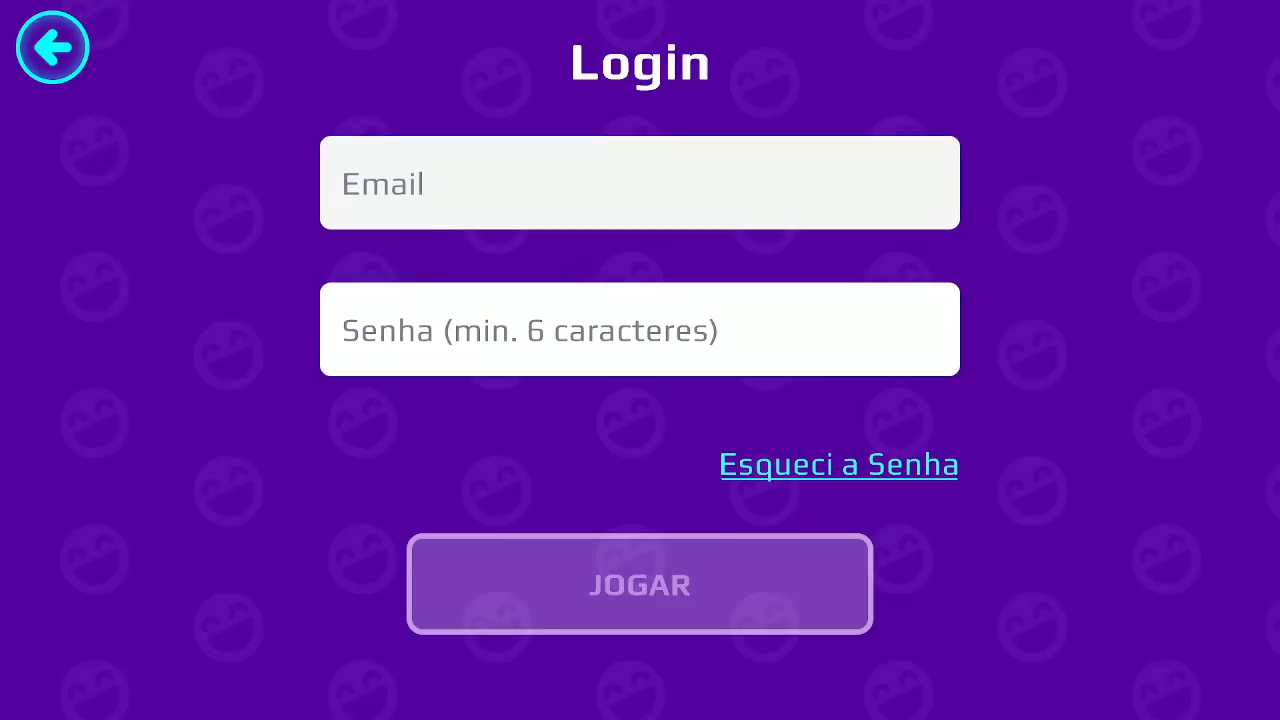 Login
Email
Senha (min. 6 caracteres)
Esqueci a Senha
JOGAR